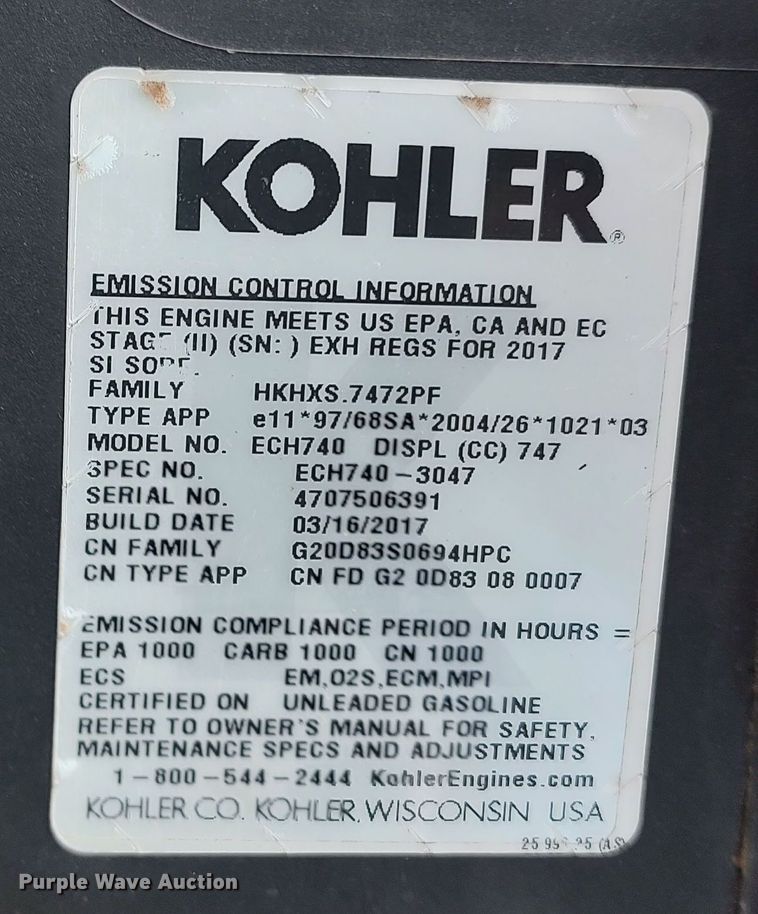 KOHLER®
EMISSION CONTROL INFORMATION
THIS ENGINE MEETS US EPA, CA AND EC
(II) (SN: ) EXH REGS FOR 2017
SI
FAMILY HKHXS.7472PF
TYPE APP e11*97/68SA*2004/26*1021*03
MODEL NO. ECH740 DISPL (CC) 747
SPEC NO. ECH740-3047
SERIAL NO. 4707506391
BUILD DATE 03/16/2017
CN FAMILY G20D83S0694HPC
CN TYPE APP CN FD G2 0D83 08 0007
EMISSION COMPLIANCE PERIOD IN HOURS =
EPA 1000 CARB 1000 CN 1000
ECS EM,O2S,ECM,MPI
CERTIFIED ON UNLEADED GASOLINE
REFER TO OWNER'S MANUAL FOR SAFETY,
MAINTENANCE SPECS AND ADJUSTMENTS
1-800-544-2444 KohlerEngines.com
KOHLER CO. KOHLER, WISCONSIN USA
25 (AS)
Purple Wave Auction